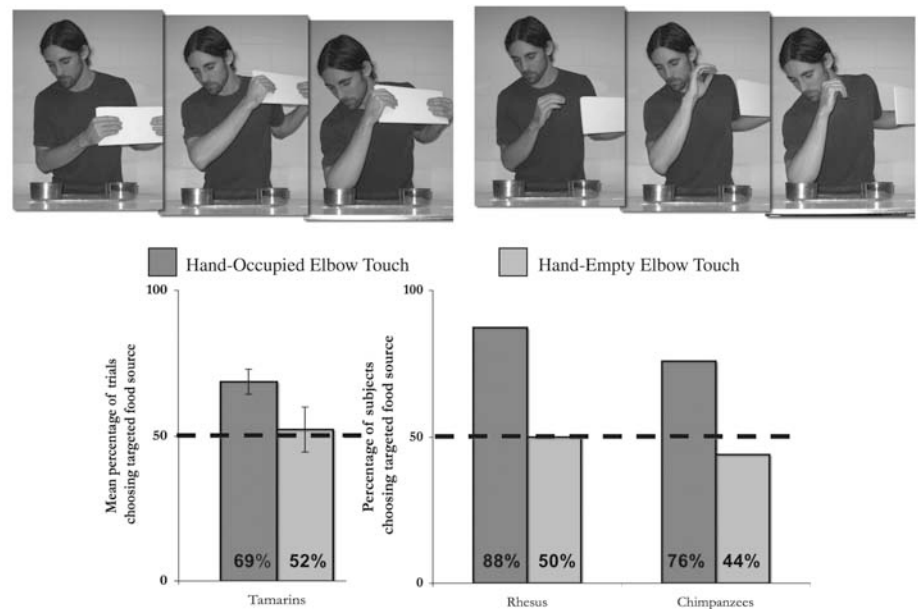 Hand-Occupied Elbow Touch
Hand-Empty Elbow Touch
100
50
0
Mean percentage of trials
choosing targeted food source
69%
52%
Tamarins
100
50
0
Percentage of subjects
choosing targeted food source
88%
50%
76%
44%
Rhesus
Chimpanzees